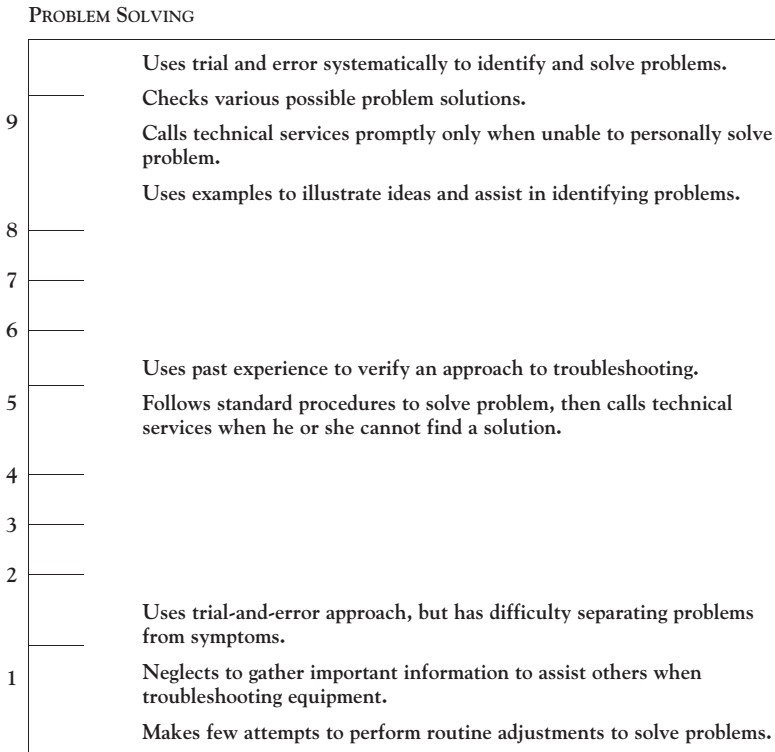 PROBLEM SOLVING
Uses trial and error systematically to identify and solve problems.
Checks various possible problem solutions.
9
Calls technical services promptly only when unable to personally solve
problem.
Uses examples to illustrate ideas and assist in identifying problems.
8
7
6
Uses past experience to verify an approach to troubleshooting.
5
Follows standard procedures to solve problem, then calls technical
services when he or she cannot find a solution.
4
3
2
Uses trial-and-error approach, but has difficulty separating problems
from symptoms.
1
Neglects to gather important information to assist others when
troubleshooting equipment.
Makes few attempts to perform routine adjustments to solve problems.